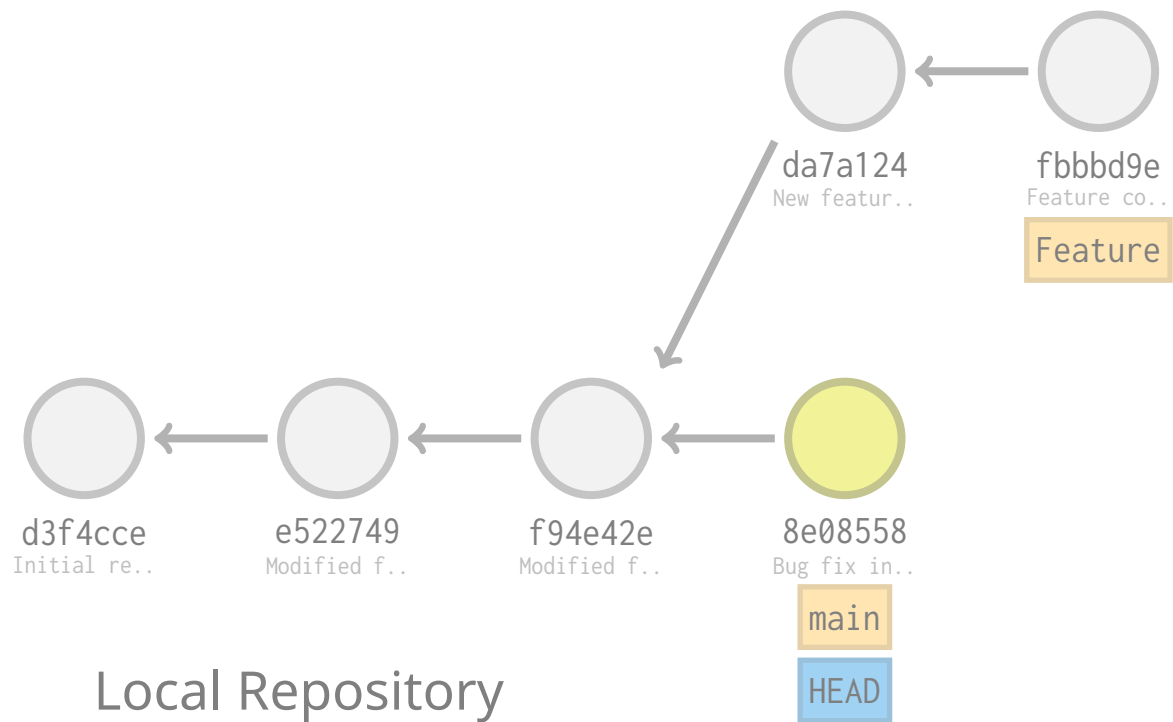 da7a124
New featur..
fbbbd9e
Feature co..
Feature
d3f4cce
Initial re..
e522749
Modified f..
f94e42e
Modified f..
8e08558
Bug fix in..
main
HEAD
Local Repository